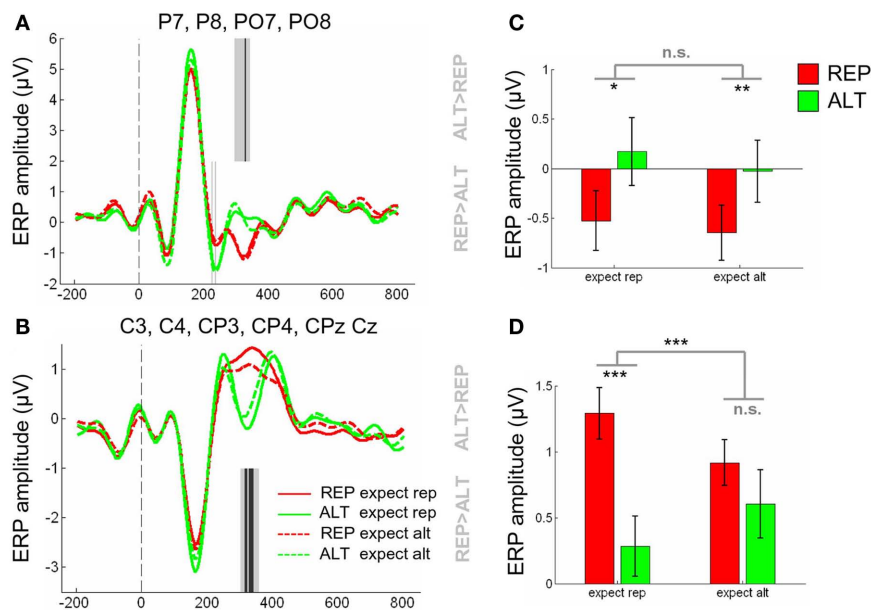 A
P7, P8, PO7, PO8
ERP amplitude (µV)
6
5
4
3
2
1
0
-1
-2
-200
0
200
400
600
800
REP>ALT ALT>REP
B
C3, C4, CP3, CP4, CPz Cz
ERP amplitude (µV)
1
0
-1
-2
-3
-200
0
200
400
600
800
REP expect rep
ALT expect rep
REP expect alt
ALT expect alt
REP>ALT ALT>REP
C
n.s.
REP
ALT
*
**
ERP amplitude (µV)
1
0.5
0
-0.5
-1
expect rep
expect alt
D
***
***
n.s.
ERP amplitude (µV)
1.5
1
0.5
0
expect rep
expect alt